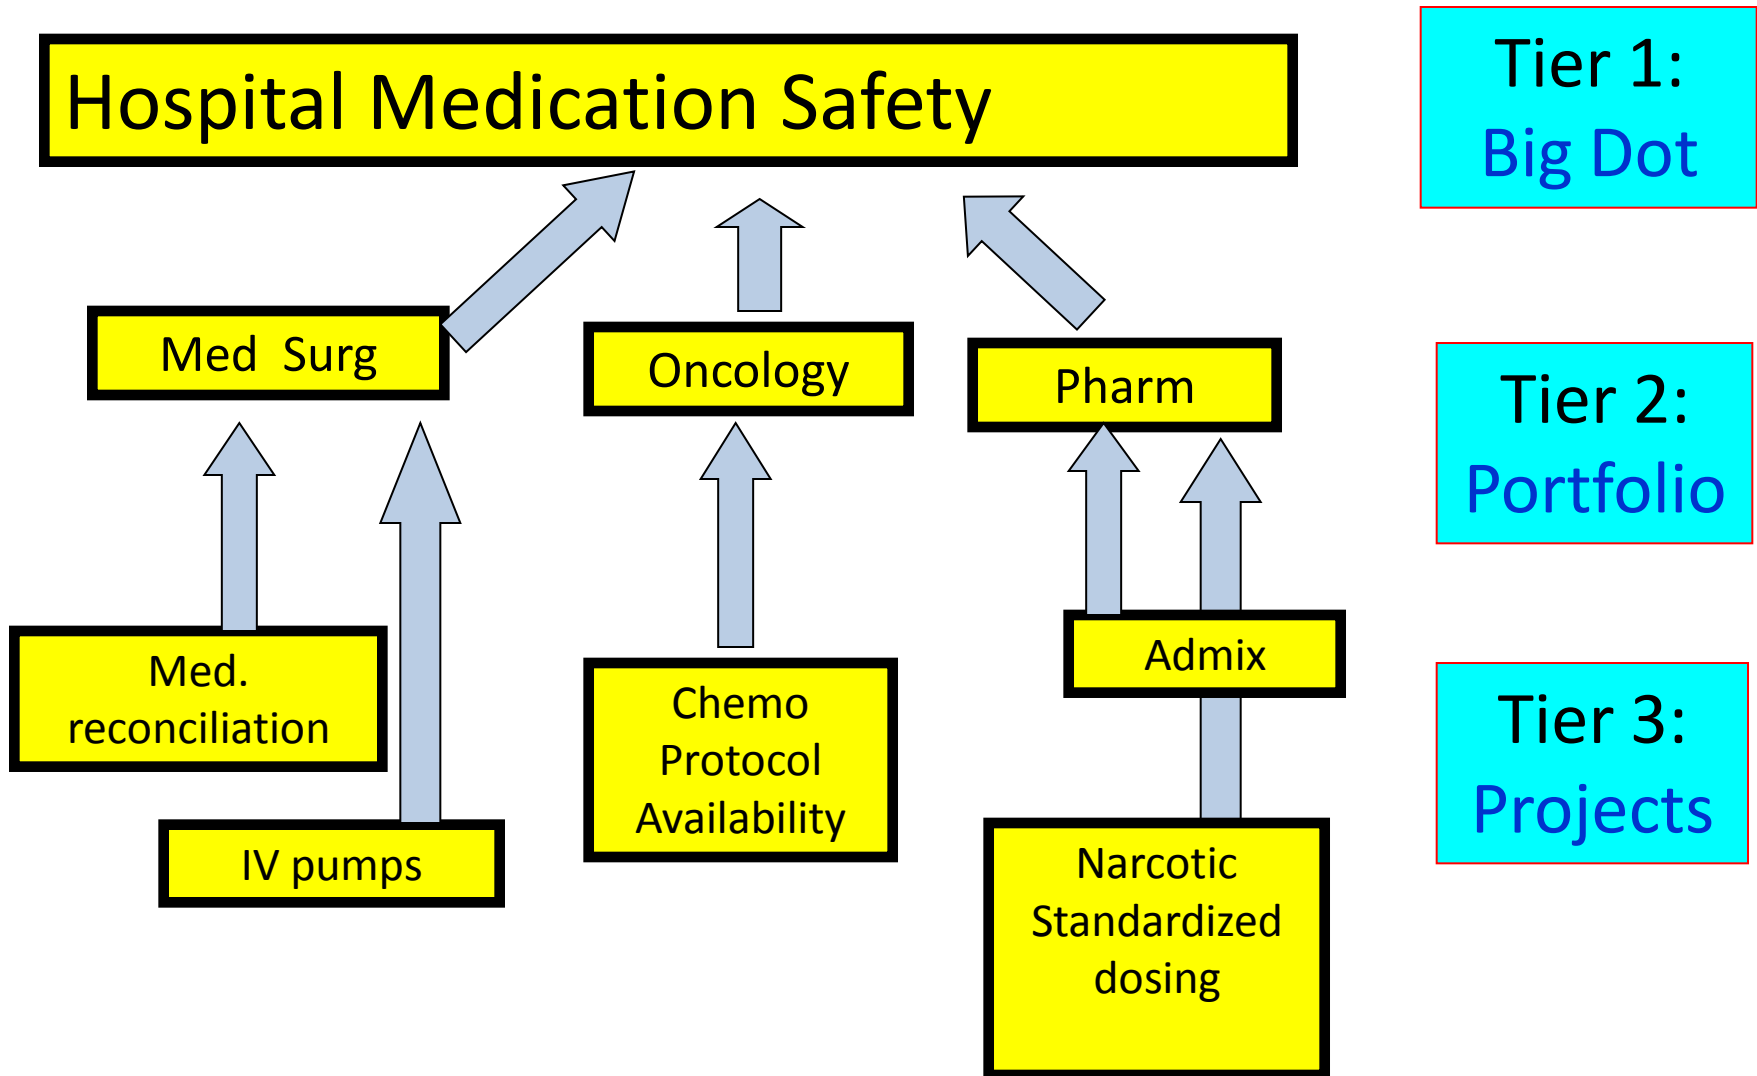 Hospital Medication Safety
Tier 1:
Big Dot
Med  Surg
Oncology
Pharm
Tier 2:
Portfolio
Med.
reconciliation
IV pumps
Chemo
Protocol
Availability
Admix
Narcotic
Standardized
dosing
Tier 3:
Projects